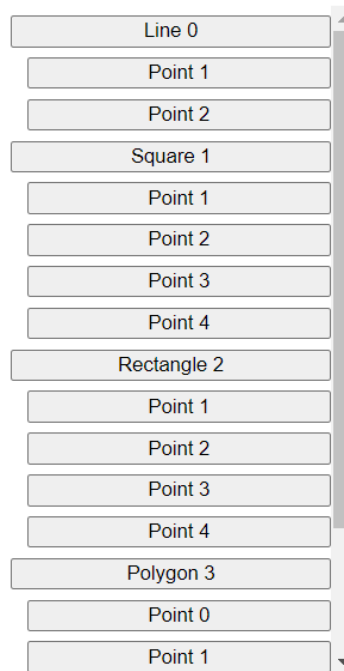 Line 0
Point 1
Point 2
Square 1
Point 1
Point 2
Point 3
Point 4
Rectangle 2
Point 1
Point 2
Point 3
Point 4
Polygon 3
Point 0
Point 1